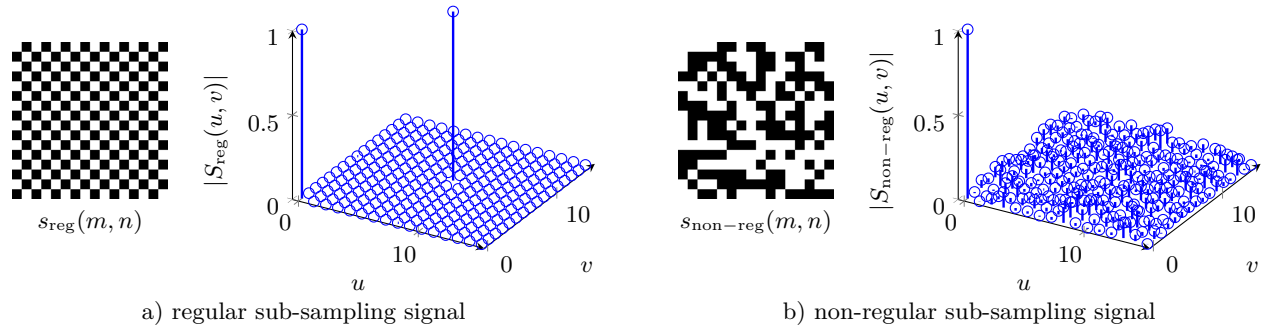 1
0.5
0
|S_reg(u, v)|
0
10
u
0
10
v
s_reg(m, n)
a) regular sub-sampling signal
1
0.5
0
|S_non−reg(u, v)|
0
10
u
0
10
v
s_non−reg(m, n)
b) non-regular sub-sampling signal